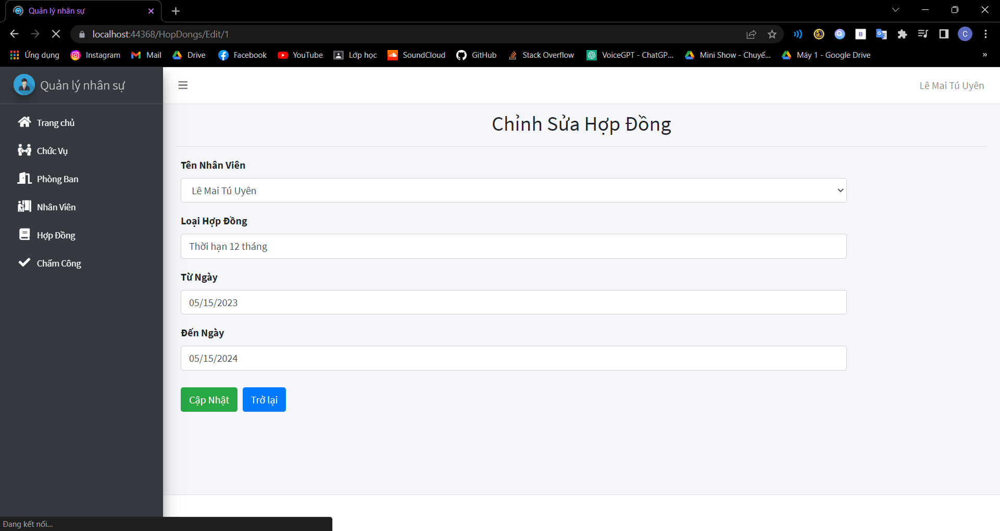 Quản lý nhân sự
localhost:44368/HopDongs/Edit/1
Ứng dụng Instagram Mail Drive Facebook YouTube Lớp học SoundCloud GitHub Stack Overflow VoiceGPT - ChatGP... Mini Show - Chuyế... Máy 1 - Google Drive »
Quản lý nhân sự
Lê Mai Tú Uyên
Trang chủ
Chức Vụ
Phòng Ban
Nhân Viên
Hợp Đồng
Chấm Công
Chỉnh Sửa Hợp Đồng
Tên Nhân Viên
Lê Mai Tú Uyên
Loại Hợp Đồng
Thời hạn 12 tháng
Từ Ngày
05/15/2023
Đến Ngày
05/15/2024
Cập Nhật Trở lại
Đang kết nối...